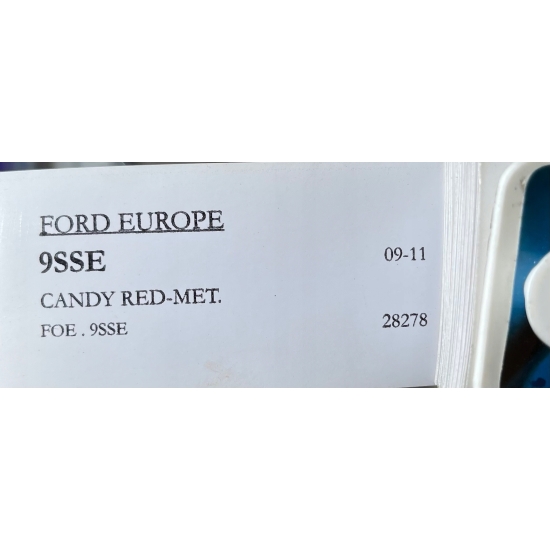 FORD EUROPE
9SSE 09-11
CANDY RED-MET.
FOE . 9SSE 28278